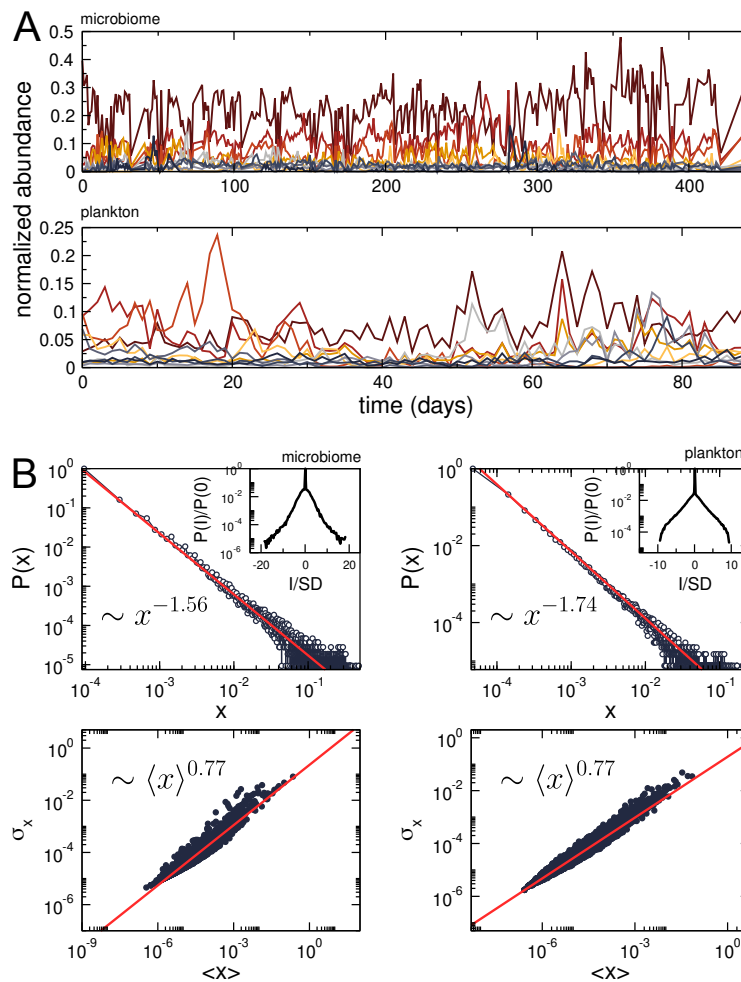 A
microbiome
normalized abundance
0.5
0.4
0.3
0.2
0.1
0
0 100 200 300 400
plankton
0.25
0.2
0.15
0.1
0.05
0
0 20 40 60 80
time (days)
B
microbiome
P(x)
10^0
10^-1
10^-2
10^-3
10^-4
10^-5
∼ x^−1.56
10^-4 10^-2 10^-1
x
P(I)/P(0)
10^0
10^-2
10^-4
10^-6
-20 0 20
I/SD
plankton
P(x)
10^0
10^-2
10^-4
∼ x^−1.74
10^-4 10^-3 10^-2 10^-1
x
P(I)/P(0)
10^0
10^-2
10^-4
-10 0 10
I/SD
σx
10^0
10^-2
10^-4
10^-6
∼ ⟨x⟩^0.77
10^-9 10^-6 10^-3 10^0
<x>
σx
10^0
10^-2
10^-4
10^-6
∼ ⟨x⟩^0.77
10^-6 10^-3 10^0
<x>